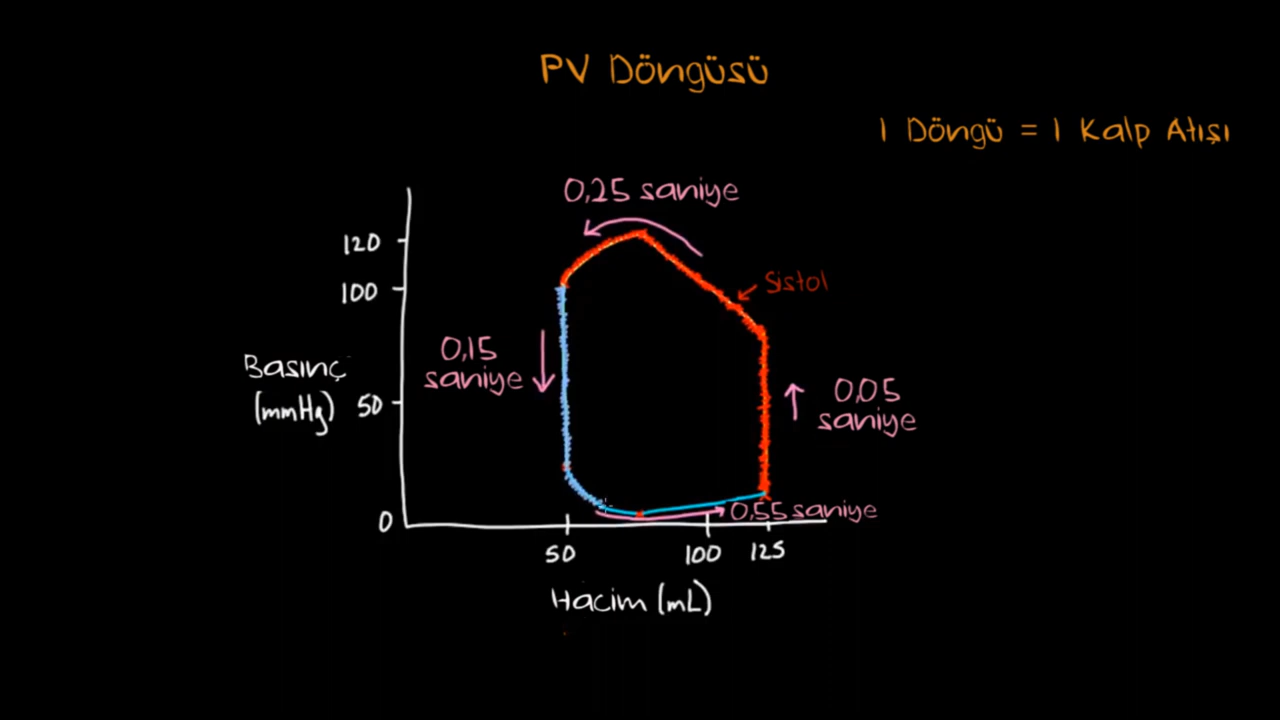 PV Döngüsü
1 Döngü = 1 Kalp Atışı
0,25 saniye
120
100
Sistol
0,15
saniye
Basınç
(mmHg)
50
0,05
saniye
0
0,55 saniye
50
100
125
Hacim (mL)